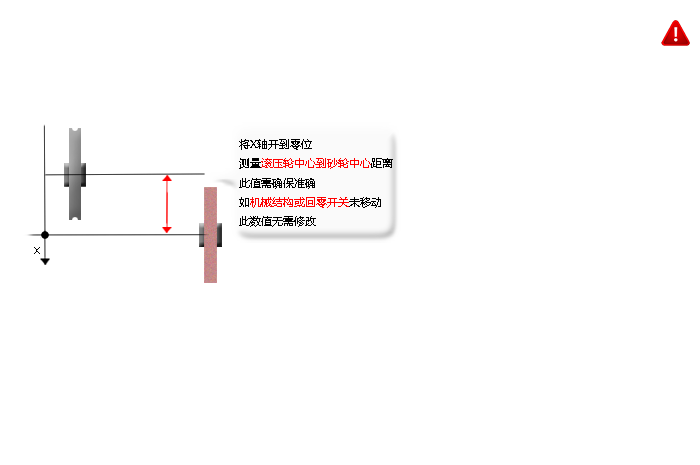 将X轴开到零位
测量滚压轮中心到砂轮中心距离
此值需确保准确
如机械结构或回零开关未移动
此数值无需修改
X